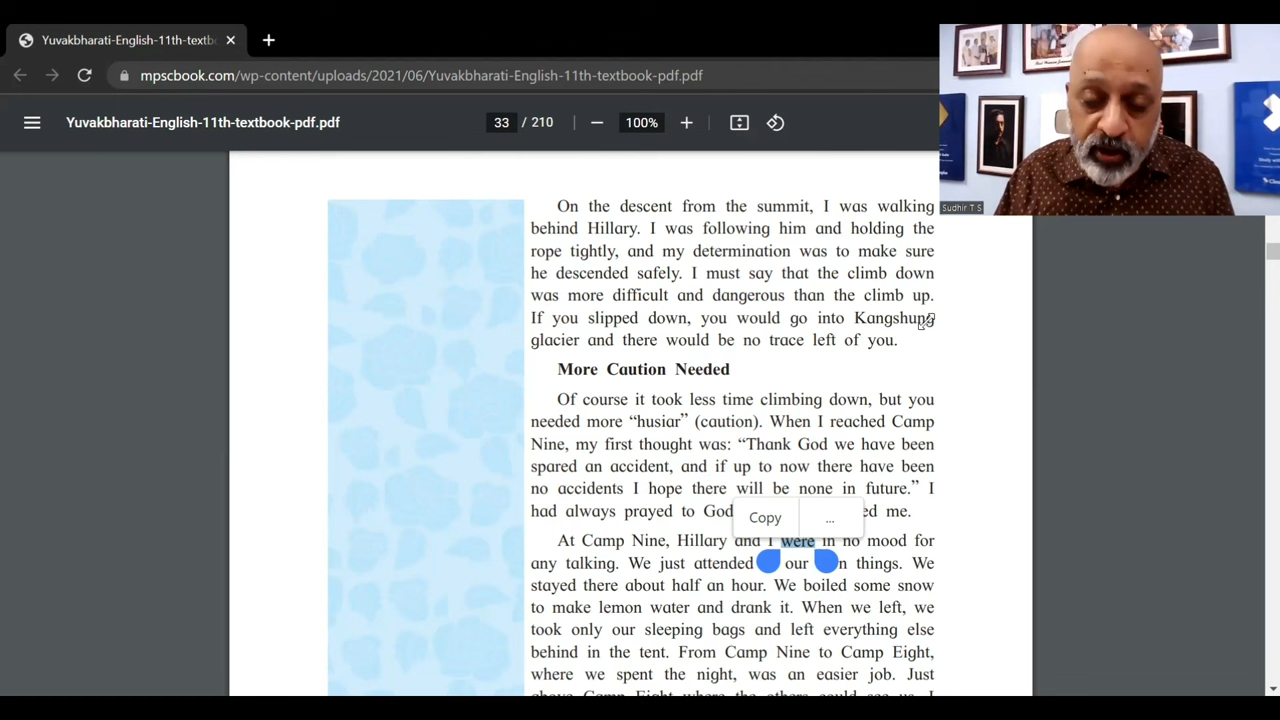 Yuvakbharati-English-11th-textb
mpscbook.com/wp-content/uploads/2021/06/Yuvakbharati-English-11th-textbook-pdf.pdf
Yuvakbharati-English-11th-textbook-pdf.pdf
33 / 210
100%
Sudhir T S
On the descent from the summit, I was walking
behind Hillary. I was following him and holding the
rope tightly, and my determination was to make sure
he descended safely. I must say that the climb down
was more difficult and dangerous than the climb up.
If you slipped down, you would go into Kangshung
glacier and there would be no trace left of you.
More Caution Needed
Of course it took less time climbing down, but you
needed more “husiar” (caution). When I reached Camp
Nine, my first thought was: “Thank God we have been
spared an accident, and if up to now there have been
no accidents I hope there will be none in future.” I
had always prayed to God ed me.
Copy ...
At Camp Nine, Hillary and I were in no mood for
any talking. We just attended our n things. We
stayed there about half an hour. We boiled some snow
to make lemon water and drank it. When we left, we
took only our sleeping bags and left everything else
behind in the tent. From Camp Nine to Camp Eight,
where we spent the night, was an easier job. Just
above Camp Eight where the others could see us, I